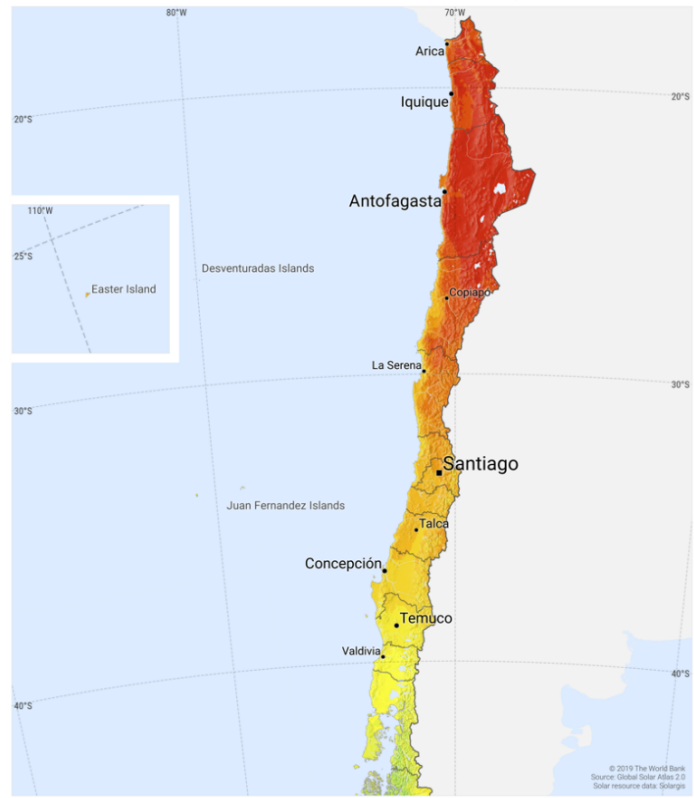 80°W
70°W
Arica
Iquique
20°S
20°S
Antofagasta
110°W
25°S
Desventuradas Islands
Easter Island
Copiapó
La Serena
30°S
30°S
Santiago
Juan Fernandez Islands
Talca
Concepción
Temuco
Valdivia
40°S
40°S
© 2019 The World Bank
Source: Global Solar Atlas 2.0
Solar resource data: Solargis